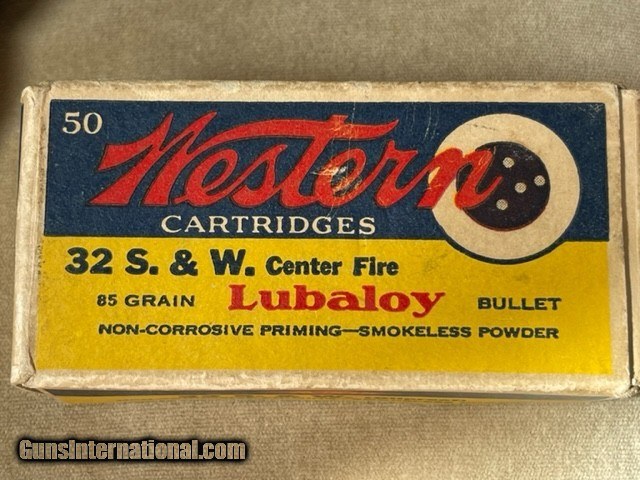 50 Western
CARTRIDGES
32 S. & W. Center Fire
85 GRAIN Lubaloy BULLET
NON-CORROSIVE PRIMING—SMOKELESS POWDER
GunsInternational.com